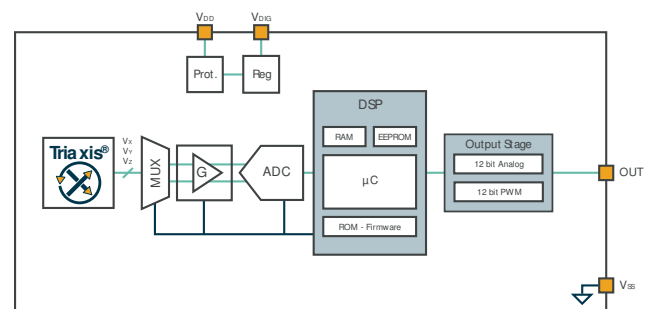 VDD
VDIG
Prot.
Reg
DSP
RAM
EEPROM
µC
ROM - Firmware
Triaxis®
VX
VY
VZ
MUX
G
ADC
Output Stage
12 bit Analog
12 bit PWM
OUT
VSS